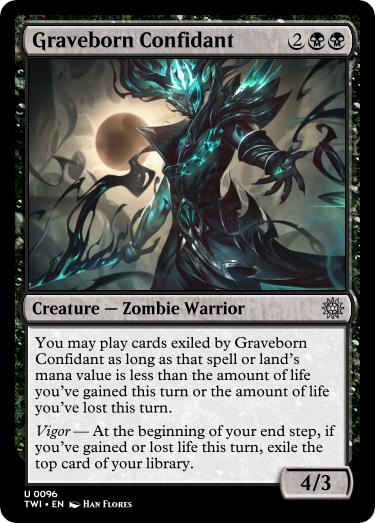 Graveborn Confidant 2
Creature — Zombie Warrior
You may play cards exiled by Graveborn
Confidant as long as that spell or land's
mana value is less than the amount of life
you've gained this turn or the amount of life
you've lost this turn.
Vigor — At the beginning of your end step, if
you've gained or lost life this turn, exile the
top card of your library.
4/3
U 0096
TWI • EN Han Flores